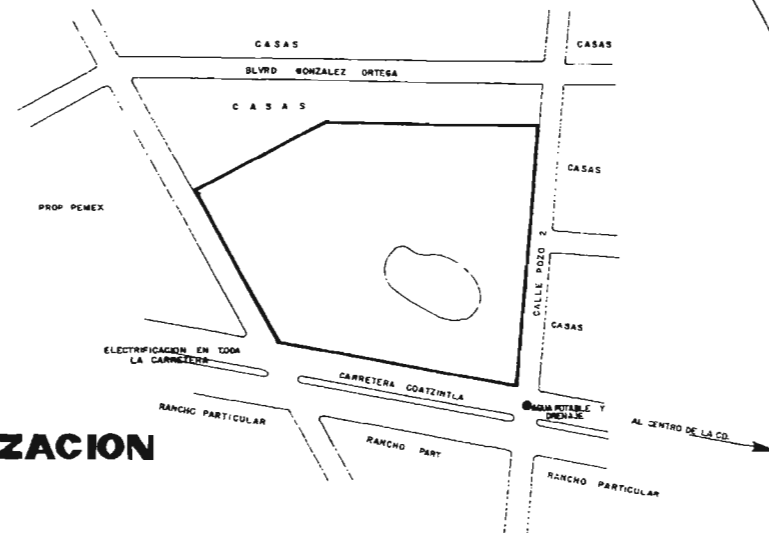 CASAS
CASAS
BLVRD GONZALEZ ORTEGA
CASAS
CASAS
PROP PEMEX
CALLE POZO 2
CASAS
ELECTRIFICACION EN TODA
LA CARRETERA
CARRETERA COATZINTLA
RANCHO PARTICULAR
AGUA POTABLE Y
DRENAJE
AL CENTRO DE LA CD.
ZACION
RANCHO PART
RANCHO PARTICULAR